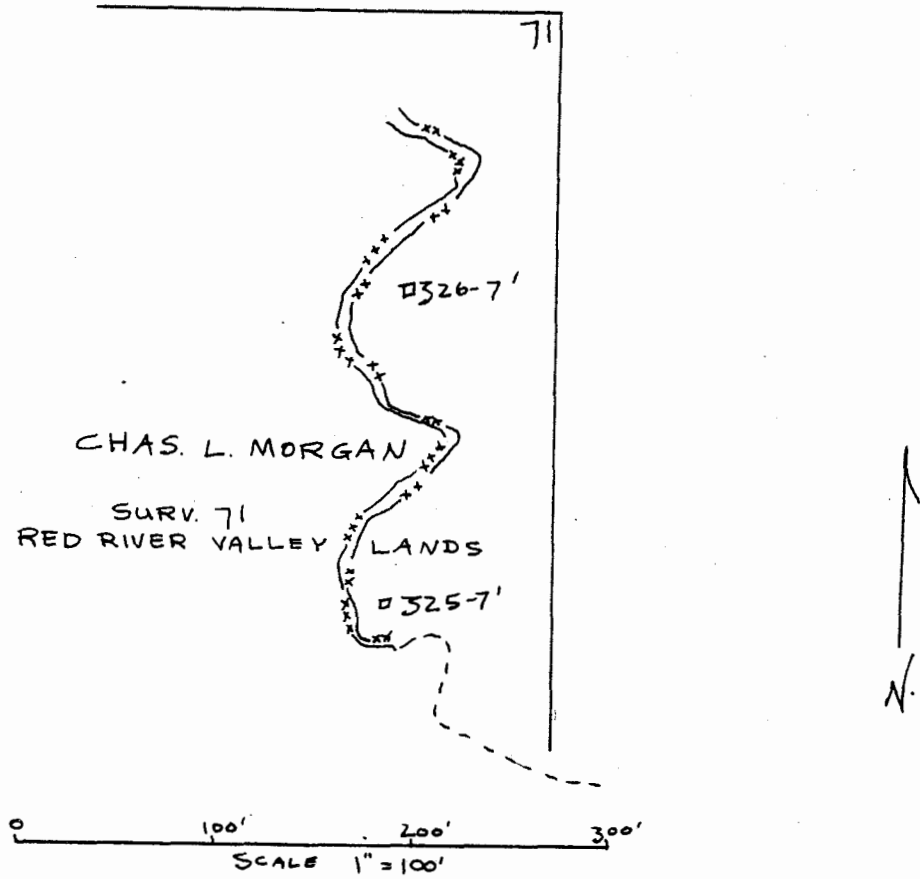 71
326-7'
CHAS. L. MORGAN
SURV. 71
RED RIVER VALLEY LANDS
325-7'
N.
0 100' 200' 300'
SCALE 1" = 100'